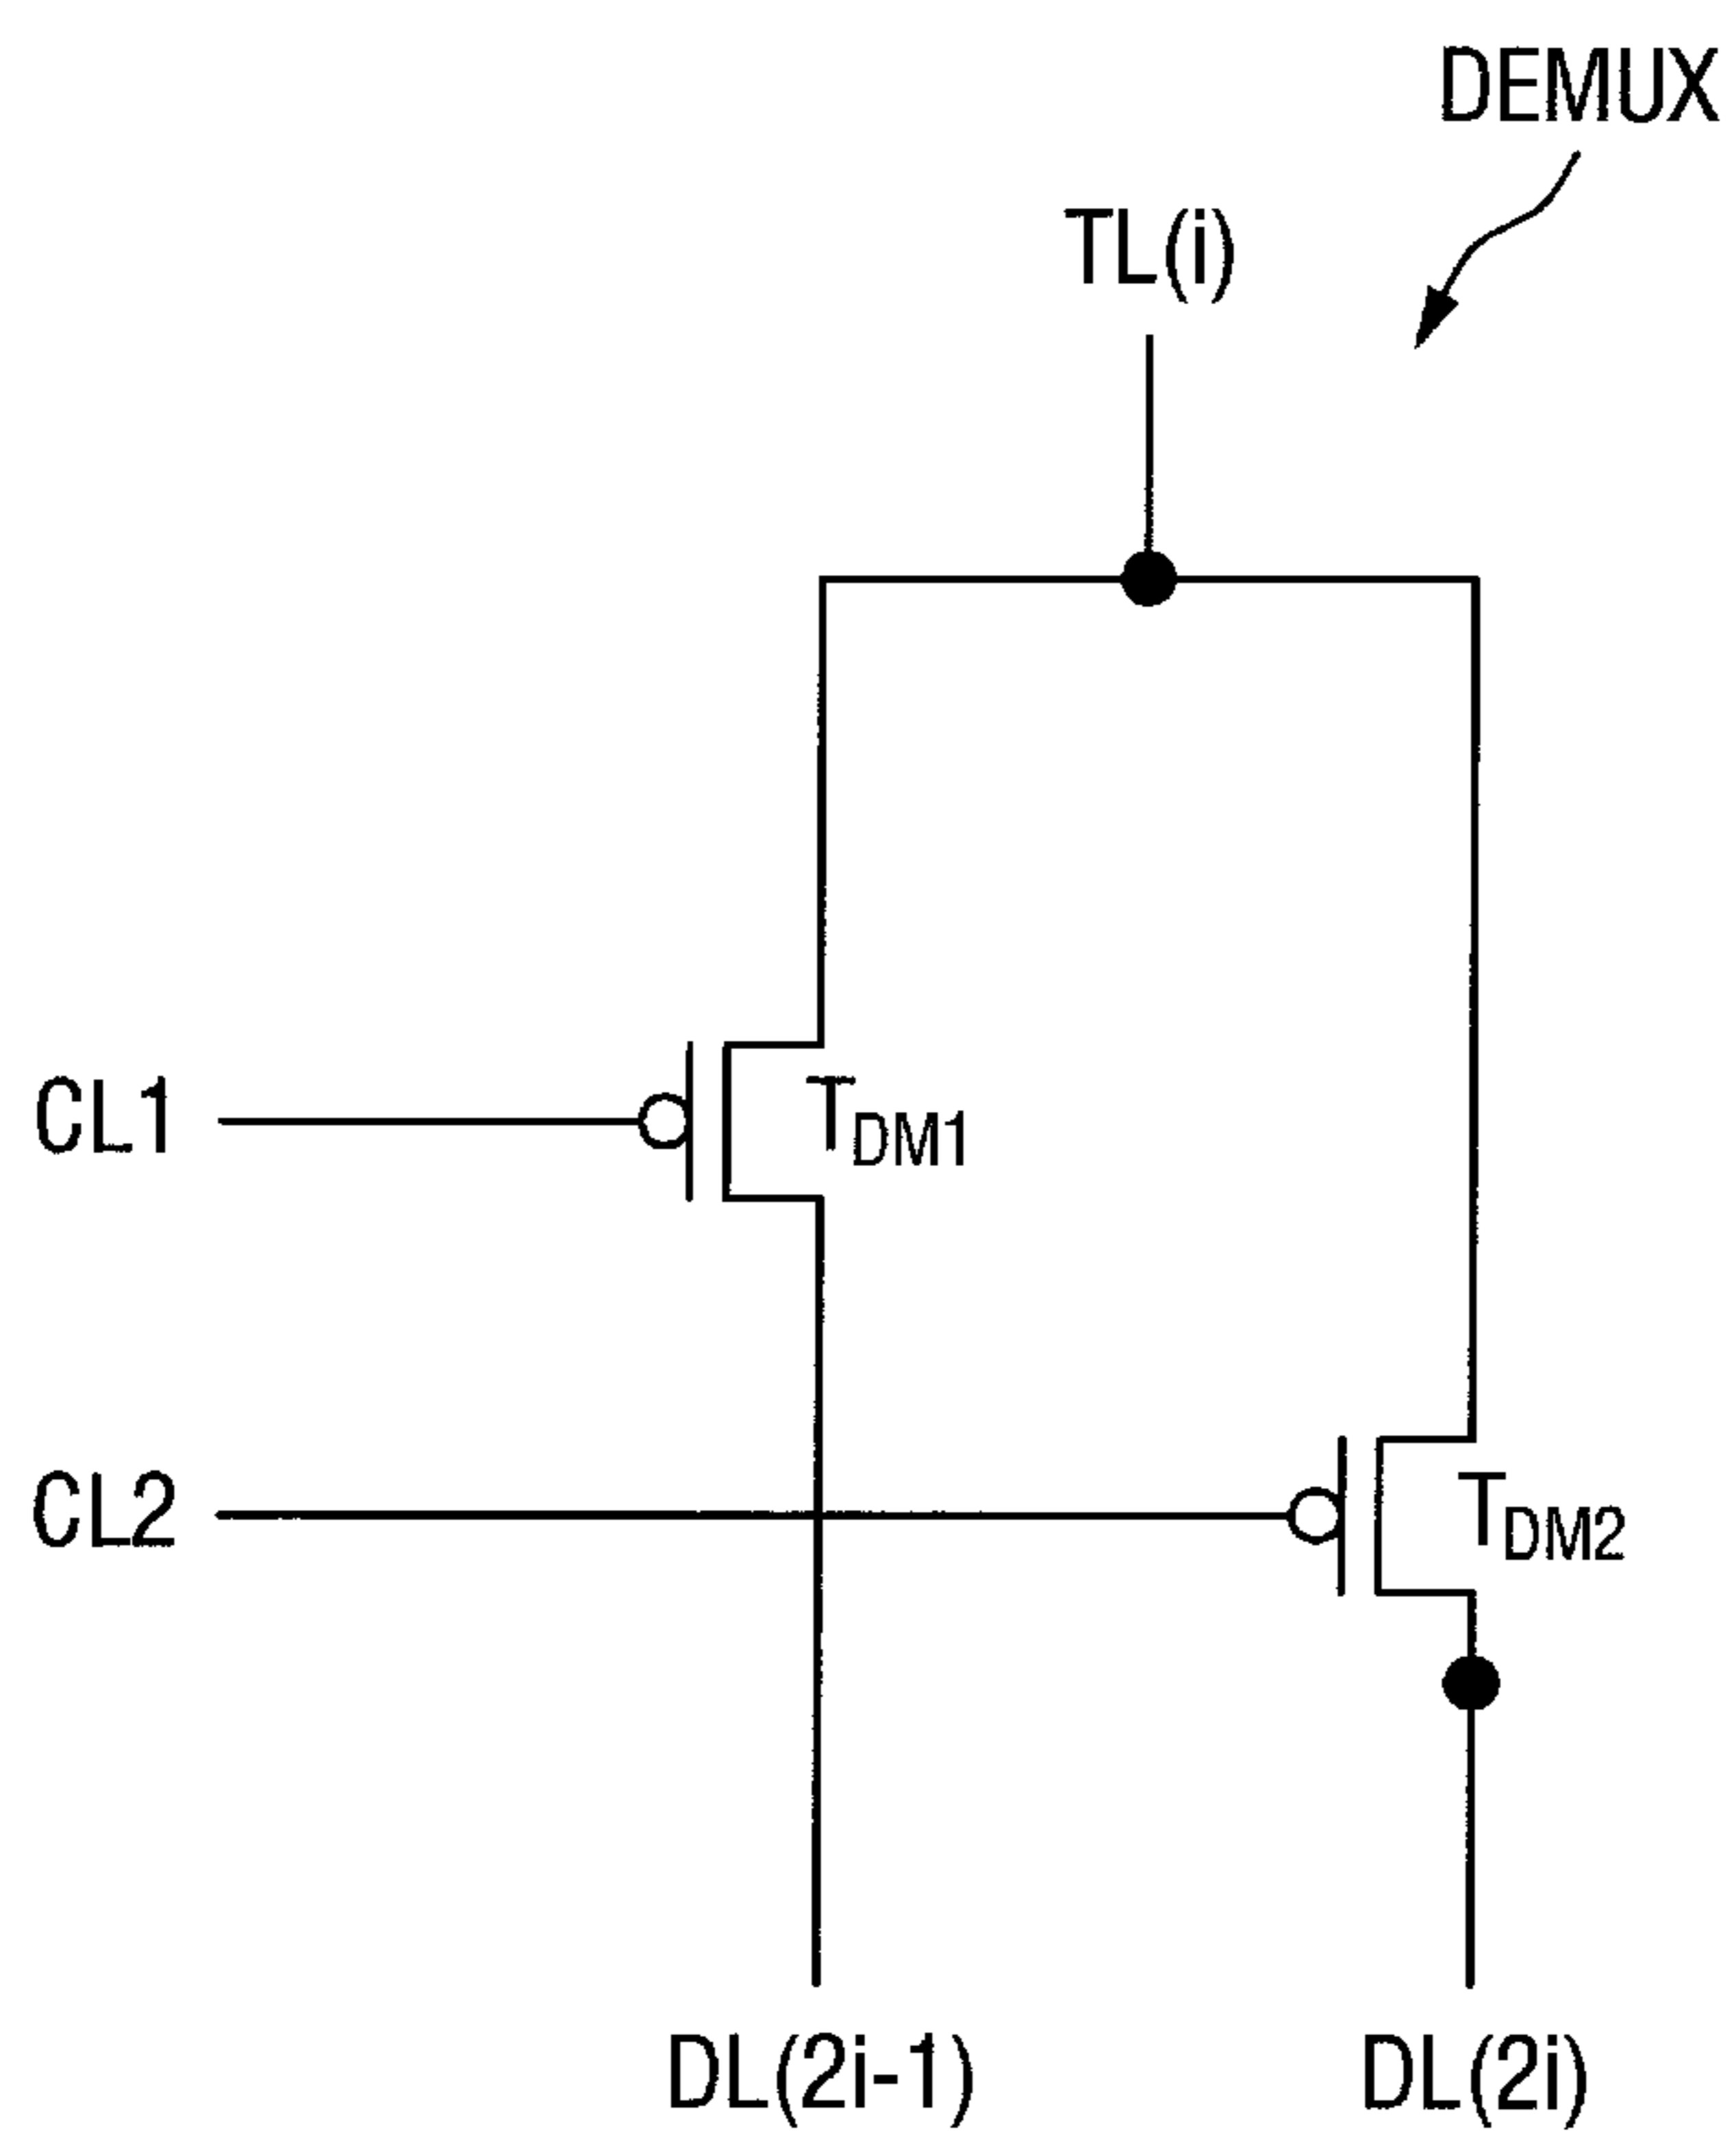 DEMUX
TL(i)
CL1
TDM1
CL2
TDM2
DL(2i-1)
DL(2i)